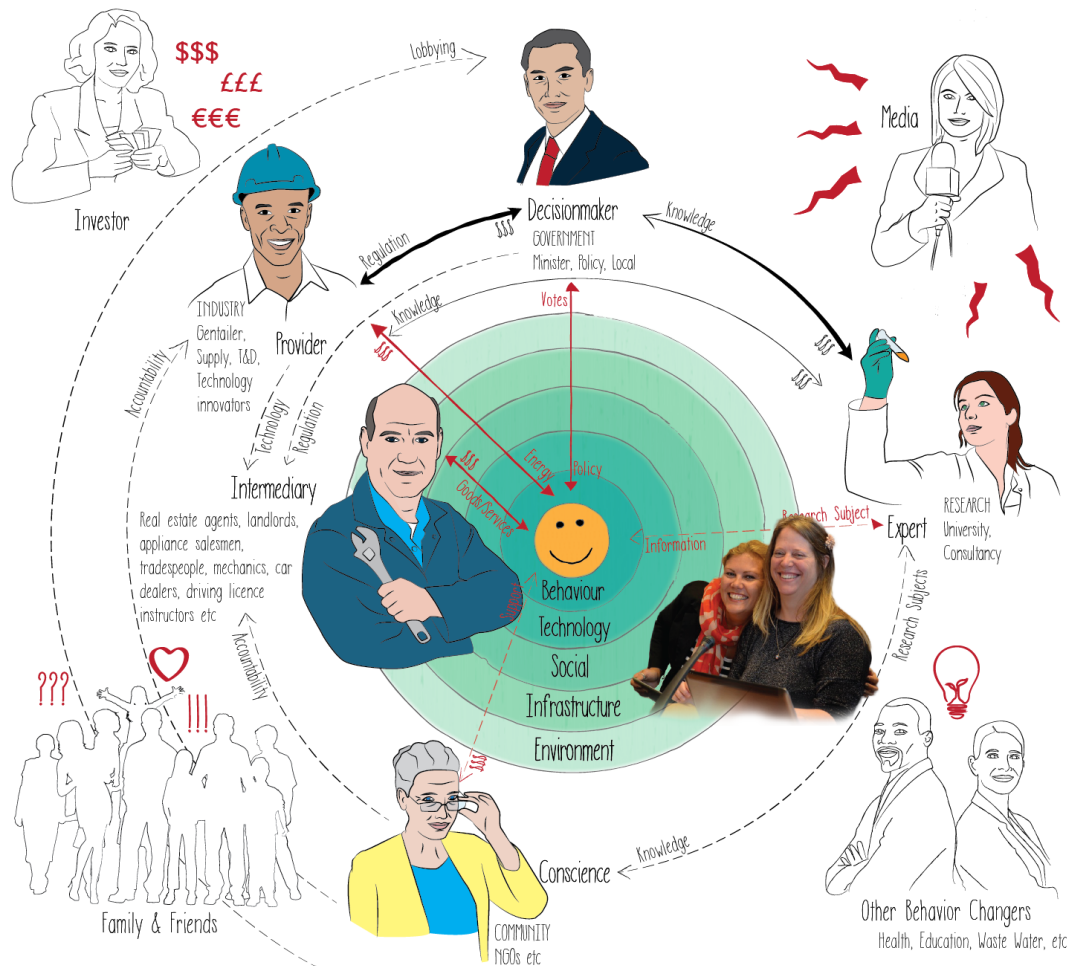 $$$
£££
€€€
Investor
Lobbying
Decisionmaker
GOVERNMENT
Minister, Policy, Local
Media
Knowledge
$$$
Regulation
$$$
Knowledge
$$$
Votes
$$$
$$$
INDUSTRY
Gentailer,
Supply, T&D,
Technology
innovators
Provider
Accountability
Technology
Regulation
Intermediary
Real estate agents, landlords,
appliance salesmen,
tradespeople, mechanics, car
dealers, driving licence
instructors etc
Energy
Policy
$$$
Goods/Services
Research Subject
Information
Expert
RESEARCH
University,
Consultancy
Research Subjects
Behaviour
Technology
Social
Infrastructure
Environment
Accountability
???
!!!
Family & Friends
$$$
Conscience
COMMUNITY
NGOs etc
Knowledge
Other Behavior Changers
Health, Education, Waste Water, etc